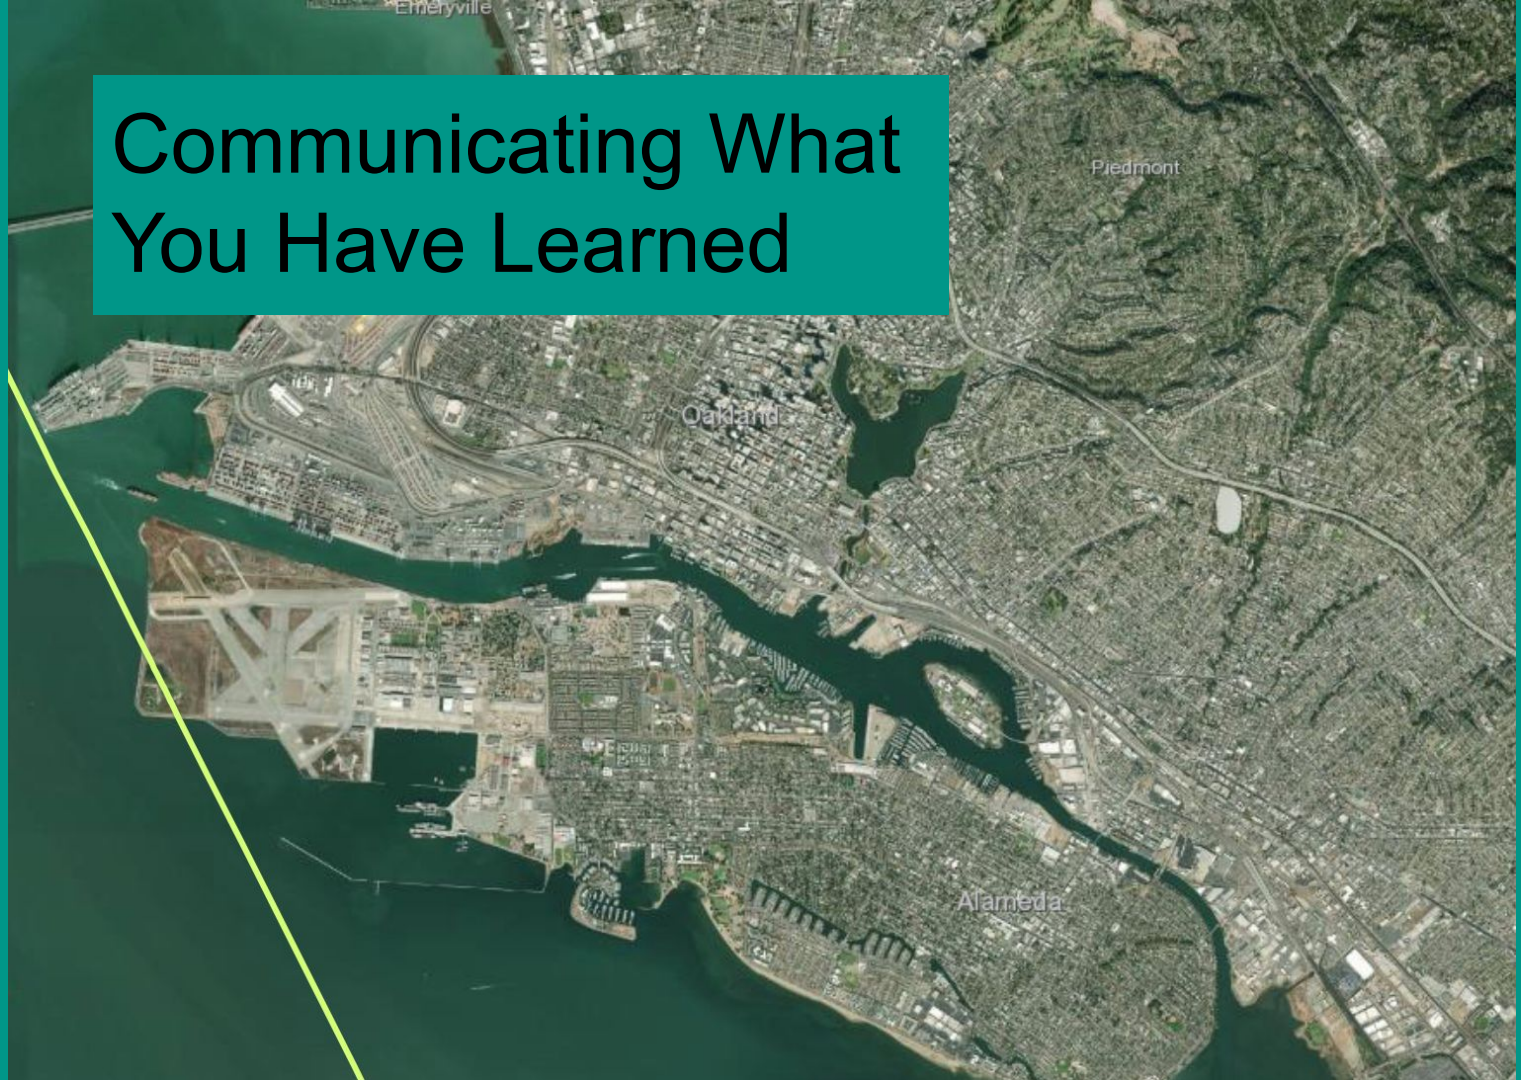 Emeryville
Communicating What
You Have Learned
Piedmont
Oakland
Alameda